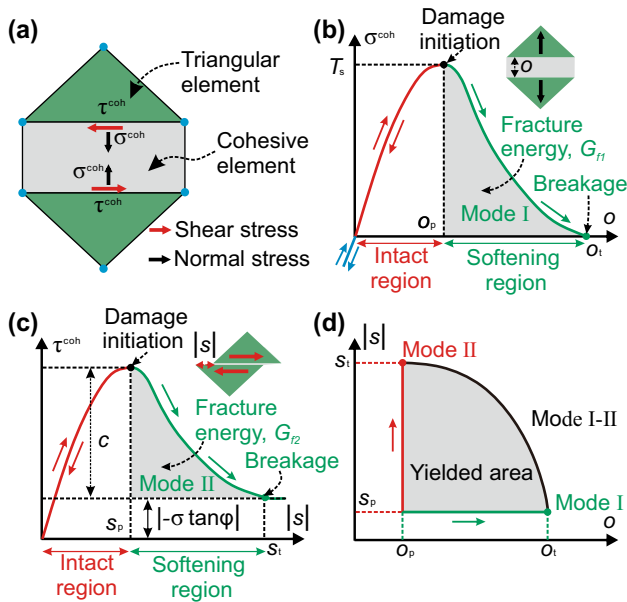 (a)
Triangular
element
τᶜᵒʰ
σᶜᵒʰ
Cohesive
element
σᶜᵒʰ
τᶜᵒʰ
Shear stress
Normal stress
(b)
σᶜᵒʰ
Damage
initiation
Tₛ
o
Fracture
energy, G_f1
Breakage
Mode I
oₚ
o
oₜ
Intact
region
Softening
region
(c)
τᶜᵒʰ
Damage
initiation
|s|
c
Fracture
energy, G_f2
Breakage
Mode II
sₚ
|-σ tanφ|
|s|
sₜ
Intact
region
Softening
region
(d)
|s|
sₜ
Mode II
Mode I-II
Yielded area
sₚ
Mode I
o
oₚ
oₜ